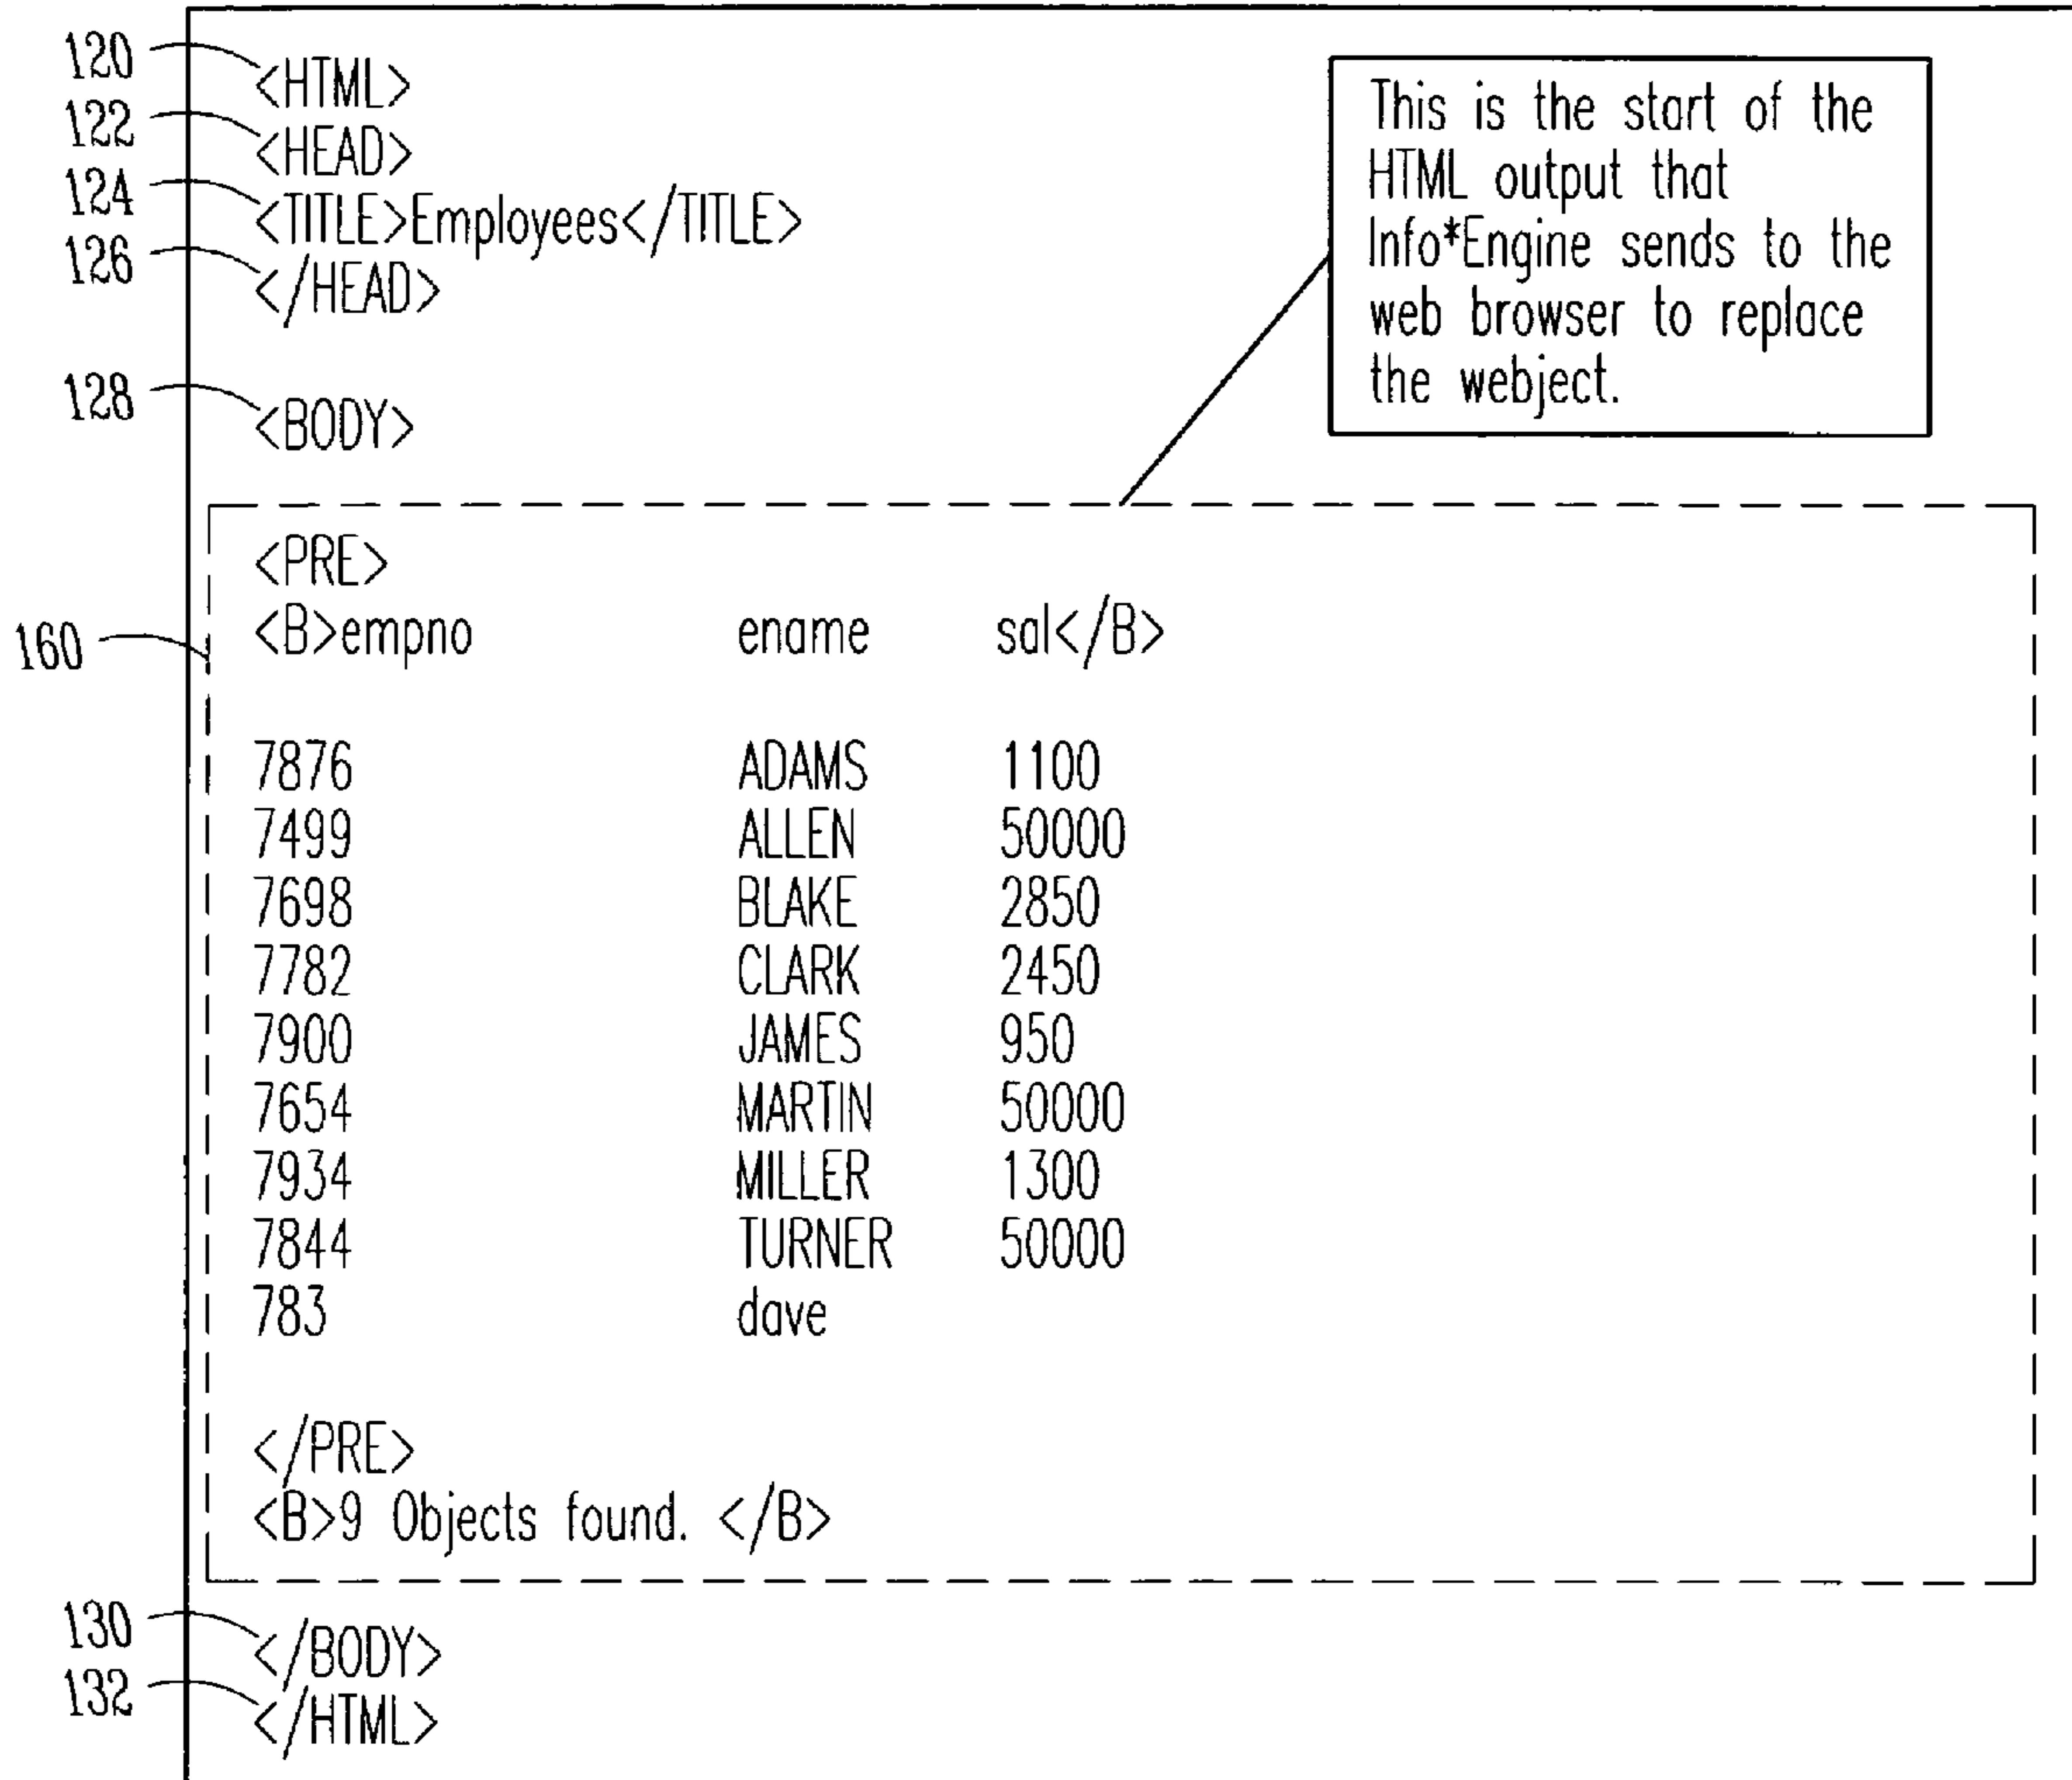 120
<HTML>
122
<HEAD>
124
<TITLE>Employees</TITLE>
126
</HEAD>
128
<BODY>
This is the start of the
HTML output that
Info*Engine sends to the
web browser to replace
the webject.
<PRE>
160
<B>empno ename sal</B>
7876 ADAMS 1100
7499 ALLEN 50000
7698 BLAKE 2850
7782 CLARK 2450
7900 JAMES 950
7654 MARTIN 50000
7934 MILLER 1300
7844 TURNER 50000
783 dave
</PRE>
<B>9 Objects found. </B>
130
</BODY>
132
</HTML>